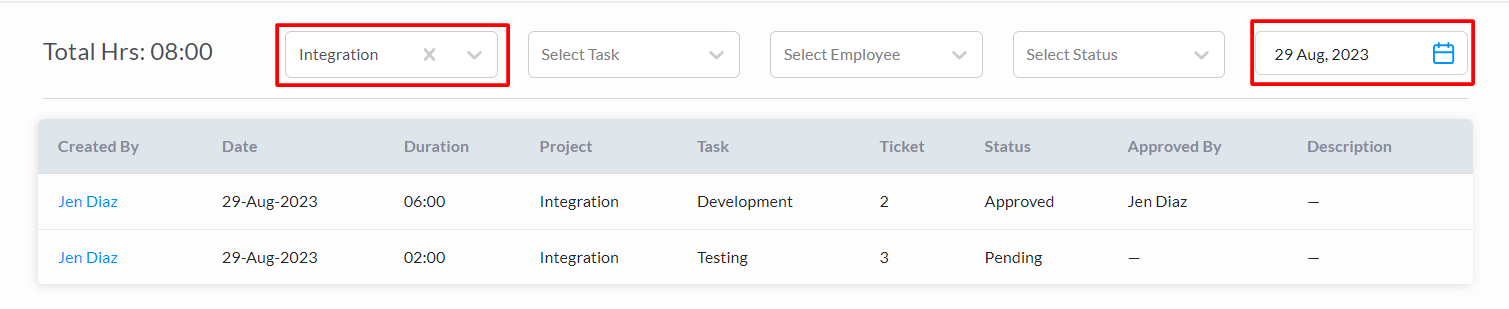 Total Hrs: 08:00 Integration Select Task Select Employee Select Status 29 Aug, 2023
Created By Date Duration Project Task Ticket Status Approved By Description
Jen Diaz 29-Aug-2023 06:00 Integration Development 2 Approved Jen Diaz —
Jen Diaz 29-Aug-2023 02:00 Integration Testing 3 Pending — —